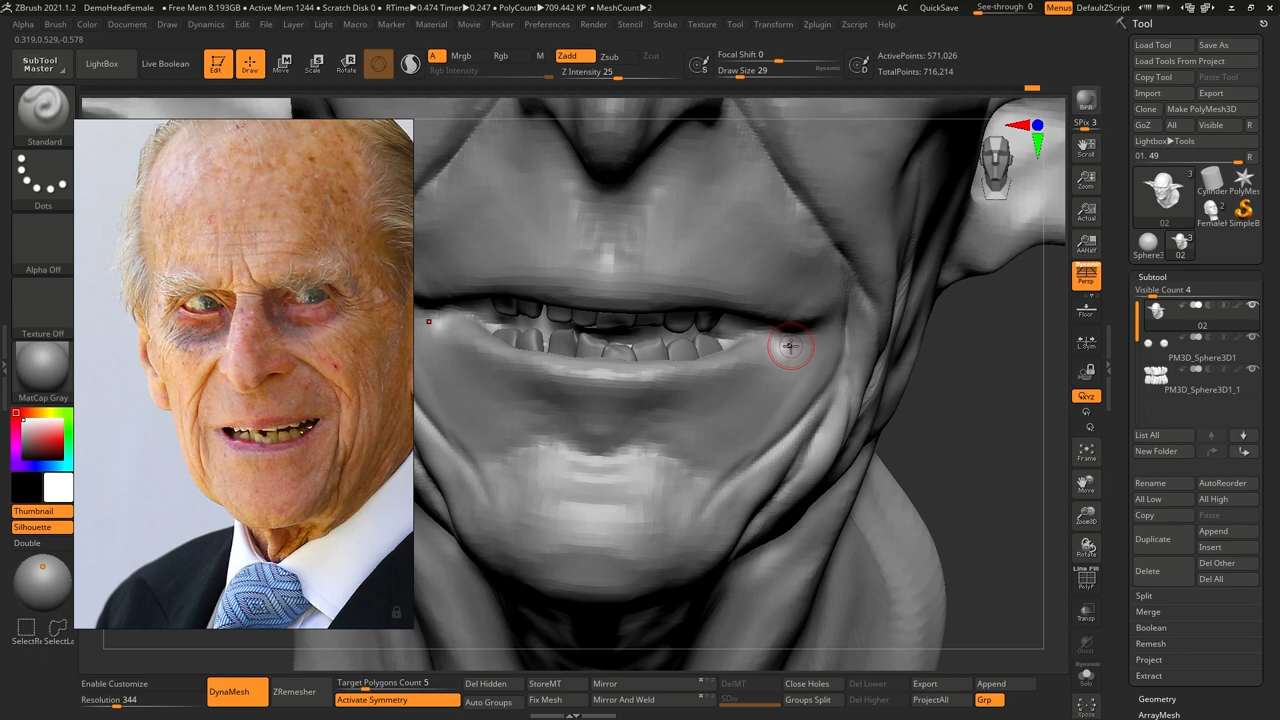 ZBrush 2021.1.2 DemoHeadFemale • Free Mem 8.193GB • Active Mem 1244 • Scratch Disk 0 • RTime▶0.474 Timer▶0.247 • PolyCount▶709.442 KP • MeshCount▶2 AC QuickSave See-through 0 Menus DefaultZScript
Alpha Brush Color Document Draw Dynamics Edit File Layer Light Macro Marker Material Movie Picker Preferences Render Stencil Stroke Texture Tool Transform Zplugin Zscript Help
0.319,0.529,-0.578
SubTool
Master
LightBox
Live Boolean
Edit
Draw
Move
Scale
Rotate
A
Mrgb
Rgb
M
Rgb Intensity
Zadd
Zsub
Zcut
Z Intensity 25
Focal Shift 0
Draw Size 29
Dynamic
ActivePoints: 571,026
TotalPoints: 716,214
Standard
Dots
Alpha Off
Texture Off
MatCap Gray
Thumbnail
Silhouette
Double
SelectRe
SelectLa
BPR
SPix 3
Scroll
Zoom
Actual
AAHalf
Dynamic
Persp
Floor
L.Sym
XYZ
Frame
Move
Zoom3D
Rotate
Line Fill
PolyF
Transp
Ghost
Dynamic
Solo
Xpose
Tool
Load Tool
Save As
Load Tools From Project
Copy Tool
Paste Tool
Import
Export
Clone
Make PolyMesh3D
GoZ
All
Visible
R
Lightbox▶Tools
01. 49
R
3
Cylinder
PolyMes
02
2
FemaleH
SimpleB
3
Sphere3
02
Subtool
Visible Count 4
02
PM3D_Sphere3D1
PM3D_Sphere3D1_1
List All
New Folder
Rename
AutoReorder
All Low
All High
Copy
Paste
Duplicate
Append
Insert
Delete
Del Other
Del All
Split
Merge
Boolean
Remesh
Project
Extract
Geometry
ArrayMesh
Enable Customize
Resolution 344
DynaMesh
ZRemesher
Target Polygons Count 5
Activate Symmetry
Del Hidden
Auto Groups
StoreMT
Fix Mesh
Mirror
Mirror And Weld
DelMT
SDiv
Close Holes
Groups Split
Del Lower
Del Higher
Export
ProjectAll
Append
Grp